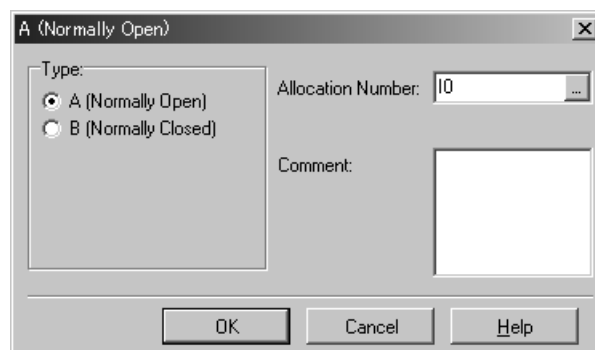 A (Normally Open)
Type:
A (Normally Open)
B (Normally Closed)
Allocation Number:
I0
...
Comment:
OK
Cancel
Help